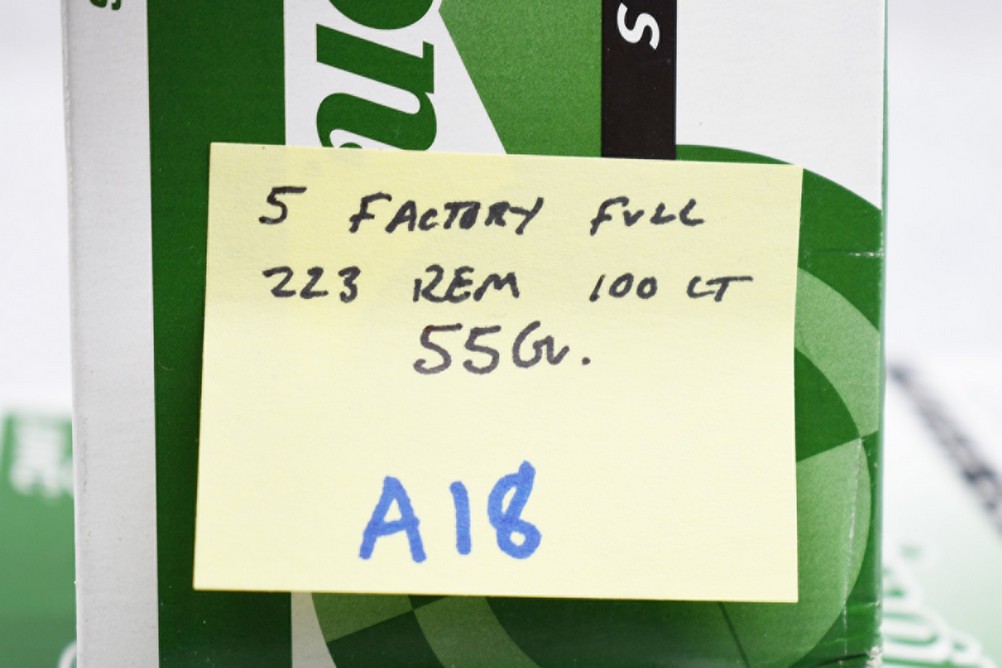 5 FACTORY FULL
223 REM 100 CT
55Gr.
A18